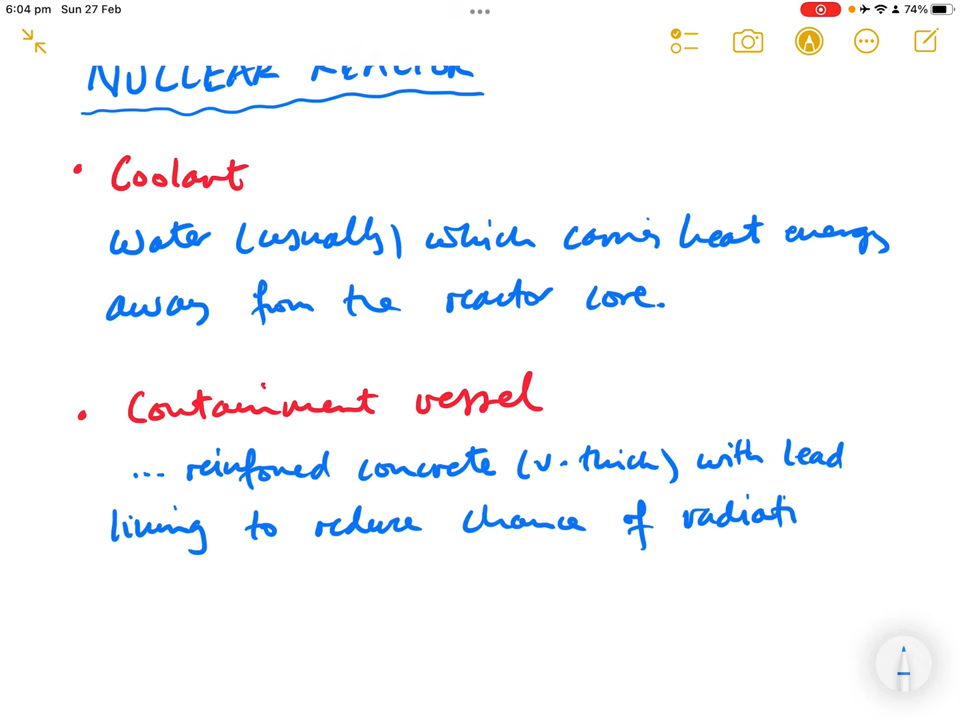 6:04 pm Sun 27 Feb
74%
NUCLEAR REACTOR
• Coolant
Water (usually) which carries heat energy
away from the reactor core.
• Containment vessel
... reinforced concrete (v. thick) with lead
lining to reduce chance of radiati